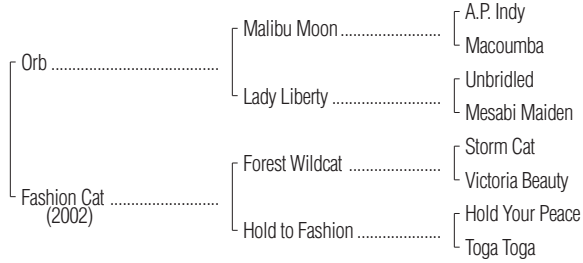 A.P. Indy
Malibu Moon ......................
Macoumba
Orb .....................................
Unbridled
Lady Liberty ........................
Mesabi Maiden
Storm Cat
Forest Wildcat ....................
Victoria Beauty
Fashion Cat ........................
(2002)
Hold Your Peace
Hold to Fashion ..................
Toga Toga